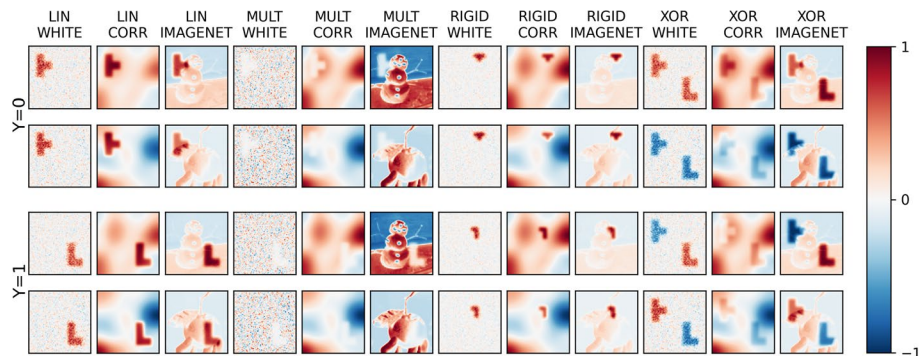 LIN WHITE
LIN CORR
LIN IMAGENET
MULT WHITE
MULT CORR
MULT IMAGENET
RIGID WHITE
RIGID CORR
RIGID IMAGENET
XOR WHITE
XOR CORR
XOR IMAGENET
Y=0
Y=1
1
0
−1